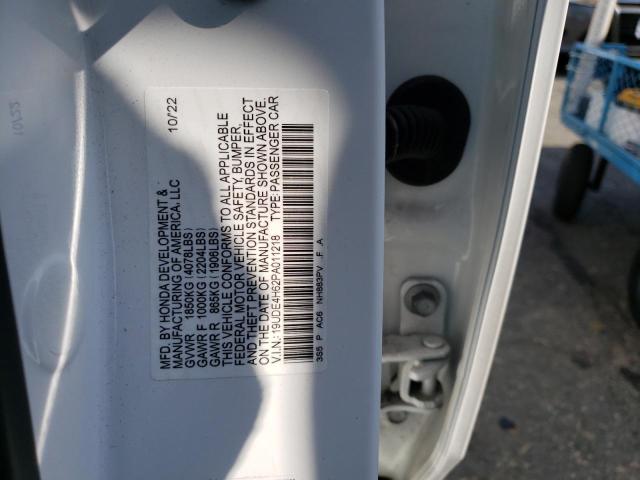 MFD. BY HONDA DEVELOPMENT & 10/22
MANUFACTURING OF AMERICA, LLC
GVWR 1850KG (4078LBS)
GAWR F 1000KG (2204LBS)
GAWR R 865KG (1908LBS)
THIS VEHICLE CONFORMS TO ALL APPLICABLE
FEDERAL MOTOR VEHICLE SAFETY, BUMPER,
AND THEFT PREVENTION STANDARDS IN EFFECT
ON THE DATE OF MANUFACTURE SHOWN ABOVE.
V.I.N.: 19UDE4H62PA011218 TYPE:PASSENGER CAR
3S5 P AC6 NH883PV F A